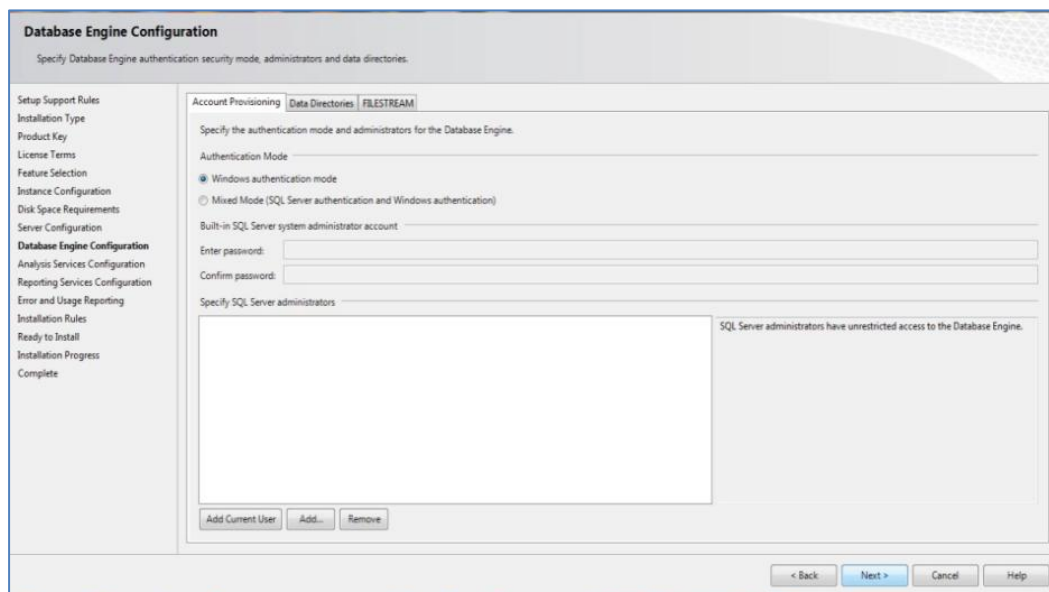 Database Engine Configuration
Specify Database Engine authentication security mode, administrators and data directories.
Setup Support Rules
Installation Type
Product Key
License Terms
Feature Selection
Instance Configuration
Disk Space Requirements
Server Configuration
Database Engine Configuration
Analysis Services Configuration
Reporting Services Configuration
Error and Usage Reporting
Installation Rules
Ready to Install
Installation Progress
Complete
Account Provisioning Data Directories FILESTREAM
Specify the authentication mode and administrators for the Database Engine.
Authentication Mode
Windows authentication mode
Mixed Mode (SQL Server authentication and Windows authentication)
Built-in SQL Server system administrator account
Enter password:
Confirm password:
Specify SQL Server administrators
SQL Server administrators have unrestricted access to the Database Engine.
Add Current User Add... Remove
< Back Next > Cancel Help